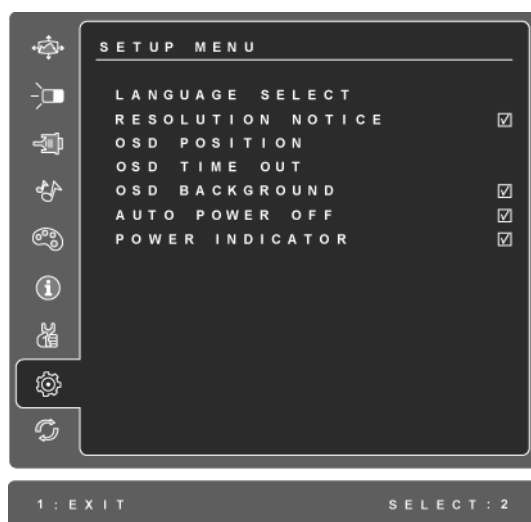 SETUP MENU
LANGUAGE SELECT
RESOLUTION NOTICE
OSD POSITION
OSD TIME OUT
OSD BACKGROUND
AUTO POWER OFF
POWER INDICATOR
1:EXIT SELECT:2